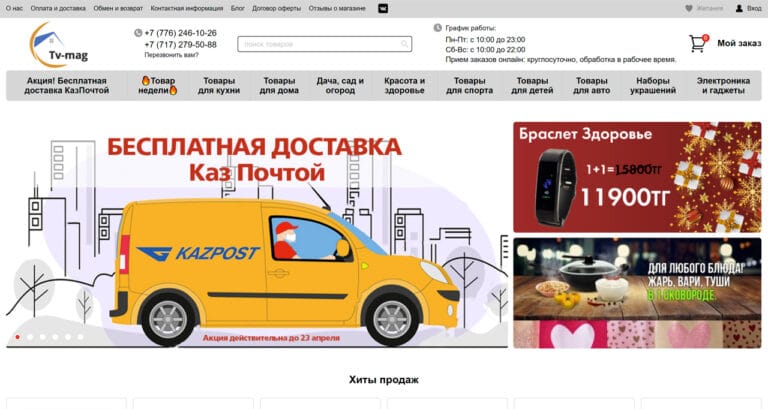 О нас Оплата и доставка Обмен и возврат Контактная информация Блог Договор оферты Отзывы о магазине Желания Вход
Tv-mag
+7 (776) 246-10-26
+7 (717) 279-50-88
Перезвонить вам?
поиск товаров
График работы:
Пн-Пт: с 10:00 до 23:00
Сб-Вс: с 10:00 до 22:00
Прием заказов онлайн: круглосуточно, обработка в рабочее время.
0
Мой заказ
Акция! Бесплатная
доставка КазПочтой
Товар
недели
Товары
для кухни
Товары
для дома
Дача, сад и
огород
Красота и
здоровье
Товары
для спорта
Товары
для детей
Товары
для авто
Наборы
украшений
Электроника
и гаджеты
БЕСПЛАТНАЯ ДОСТАВКА
Каз Почтой
KAZPOST
Акция действительна до 23 апреля
Браслет Здоровье
1+1=15800тг
11900тг
ДЛЯ ЛЮБОГО БЛЮДА!
ЖАРЬ, ВАРИ, ТУШИ
В 1 СКОВОРОДЕ.
Хиты продаж